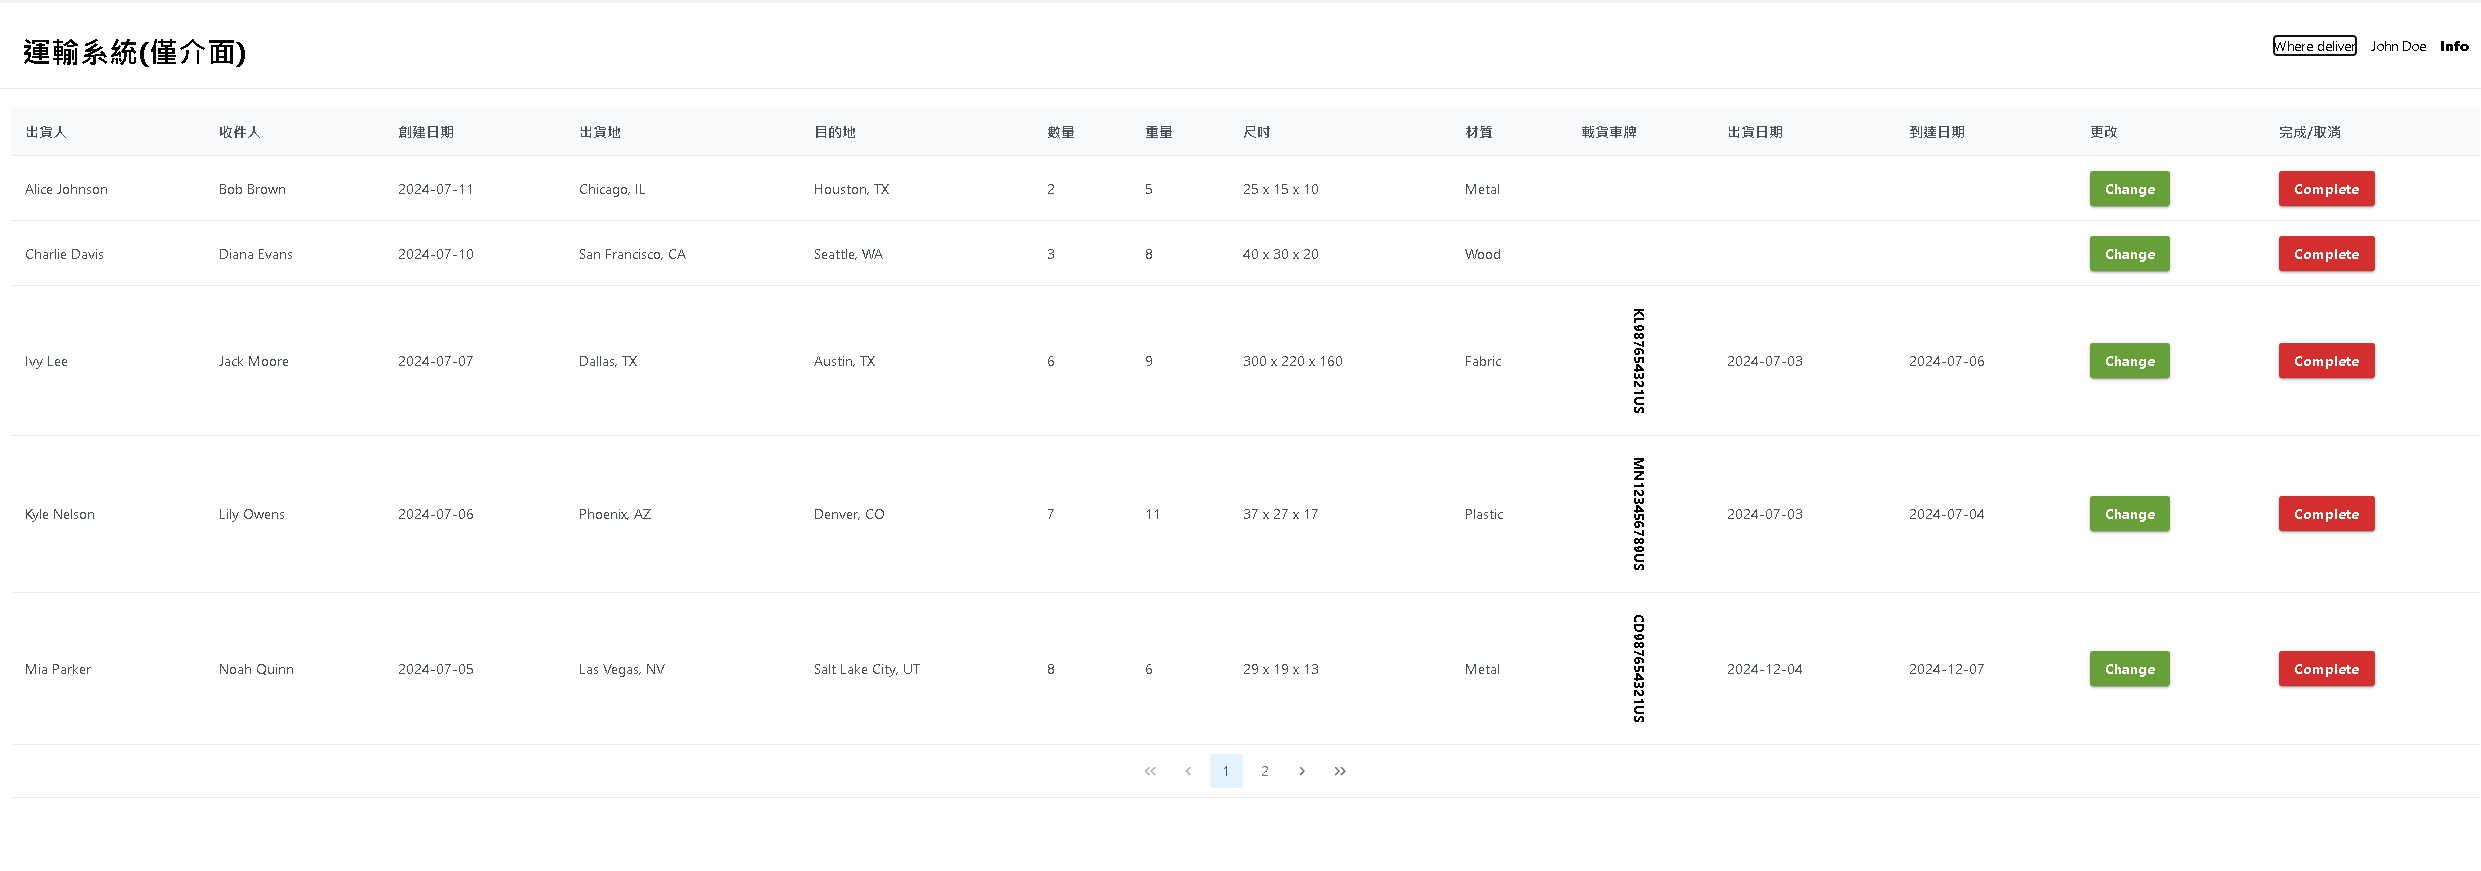 運輸系統(僅介面)
Where deliver John Doe Info
出貨人 收件人 創建日期 出貨地 目的地 數量 重量 尺吋 材質 載貨車牌 出貨日期 到達日期 更改 完成/取消
Alice Johnson Bob Brown 2024-07-11 Chicago, IL Houston, TX 2 5 25 x 15 x 10 Metal Change Complete
Charlie Davis Diana Evans 2024-07-10 San Francisco, CA Seattle, WA 3 8 40 x 30 x 20 Wood Change Complete
Ivy Lee Jack Moore 2024-07-07 Dallas, TX Austin, TX 6 9 300 x 220 x 160 Fabric KL987654321US 2024-07-03 2024-07-06 Change Complete
Kyle Nelson Lily Owens 2024-07-06 Phoenix, AZ Denver, CO 7 11 37 x 27 x 17 Plastic MN123456789US 2024-07-03 2024-07-04 Change Complete
Mia Parker Noah Quinn 2024-07-05 Las Vegas, NV Salt Lake City, UT 8 6 29 x 19 x 13 Metal CD987654321US 2024-12-04 2024-12-07 Change Complete
1 2